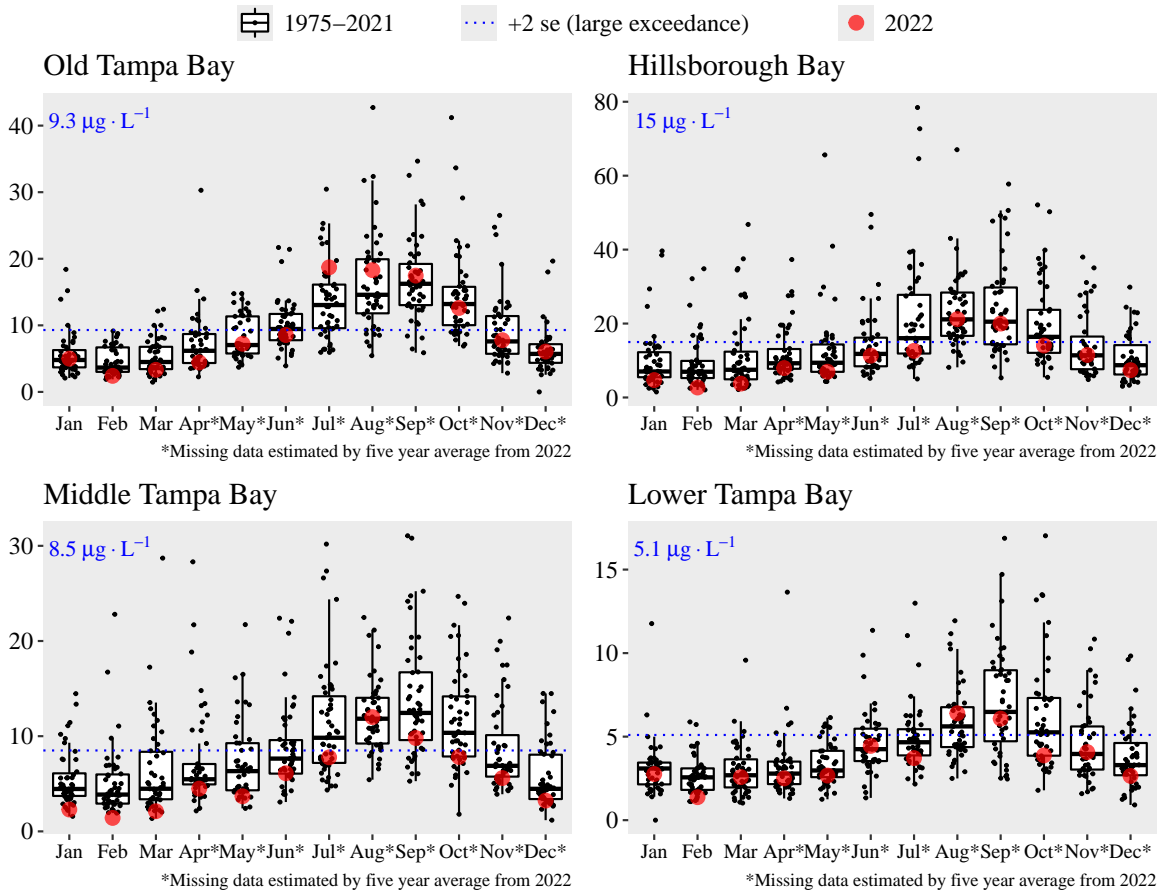 1975–2021 +2 se (large exceedance) 2022
Old Tampa Bay
9.3 μg · L⁻¹
40
30
20
10
0
Jan Feb Mar Apr* May* Jun* Jul* Aug* Sep* Oct* Nov* Dec*
*Missing data estimated by five year average from 2022
Hillsborough Bay
15 μg · L⁻¹
80
60
40
20
0
Jan Feb Mar Apr* May* Jun* Jul* Aug* Sep* Oct* Nov* Dec*
*Missing data estimated by five year average from 2022
Middle Tampa Bay
8.5 μg · L⁻¹
30
20
10
0
Jan Feb Mar Apr* May* Jun* Jul* Aug* Sep* Oct* Nov* Dec*
*Missing data estimated by five year average from 2022
Lower Tampa Bay
5.1 μg · L⁻¹
15
10
5
0
Jan Feb Mar Apr* May* Jun* Jul* Aug* Sep* Oct* Nov* Dec*
*Missing data estimated by five year average from 2022